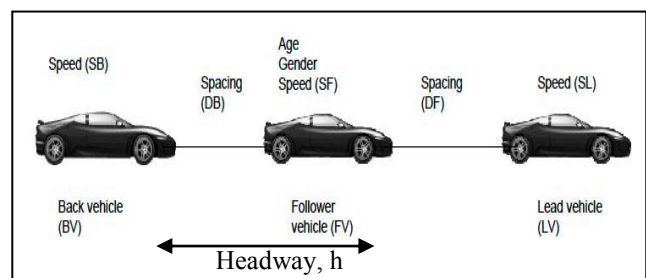 Age
Gender
Speed (SB)
Speed (SF)
Speed (SL)
Spacing
(DB)
Spacing
(DF)
Back vehicle
(BV)
Follower
vehicle (FV)
Lead vehicle
(LV)
Headway, h